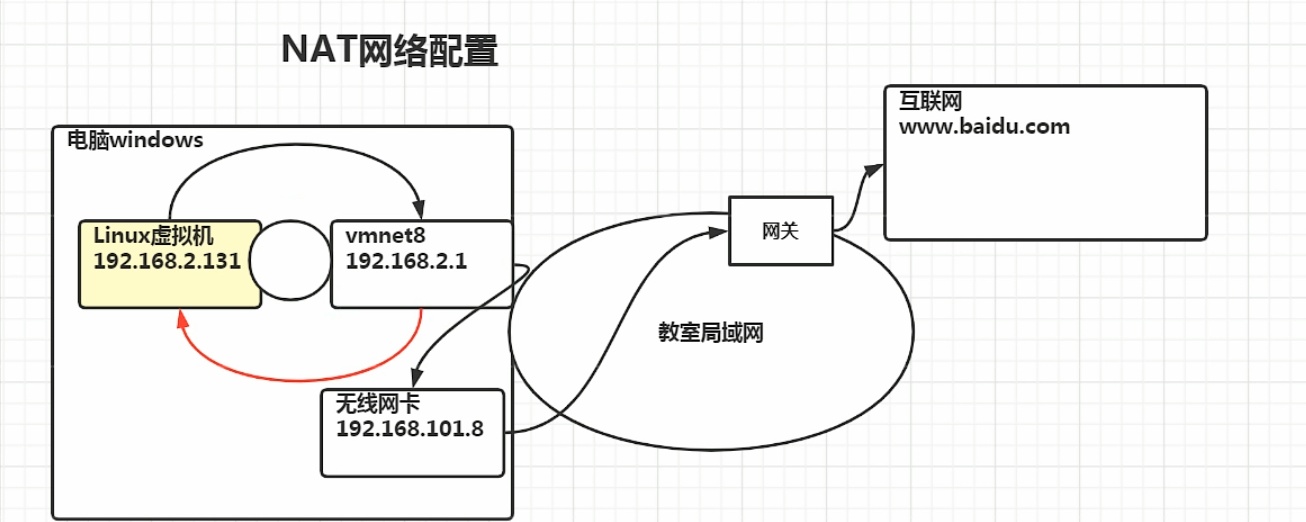 NAT网络配置
电脑windows
Linux虚拟机
192.168.2.131
vmnet8
192.168.2.1
无线网卡
192.168.101.8
教室局域网
网关
互联网
www.baidu.com